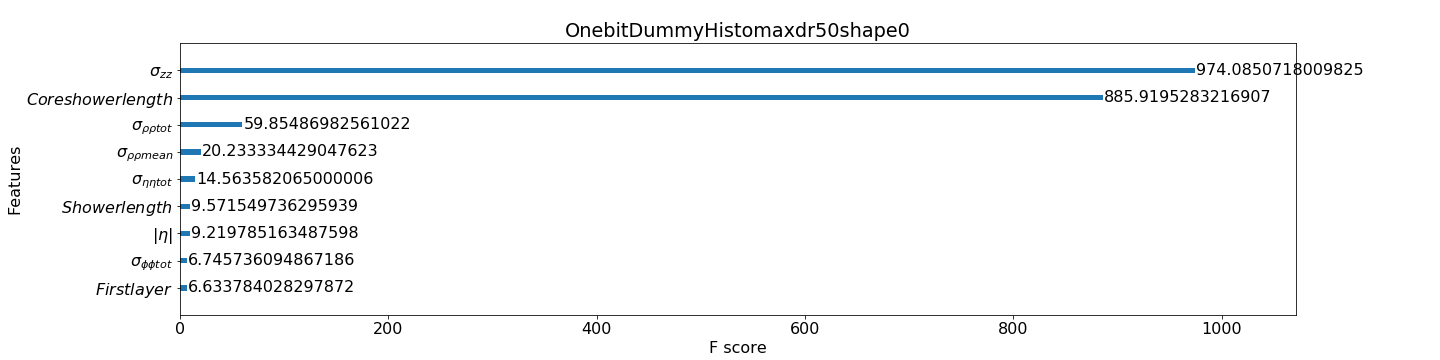 OnebitDummyHistomaxdr50shape0
σzz 974.0850718009825
Coreshowerlength 885.9195283216907
σρρtot 59.85486982561022
σρρmean 20.233334429047623
σηηtot 14.563582065000006
Showerlength 9.571549736295939
|η| 9.219785163487598
σϕϕtot 6.745736094867186
Firstlayer 6.633784028297872
0 200 400 600 800 1000
F score
Features